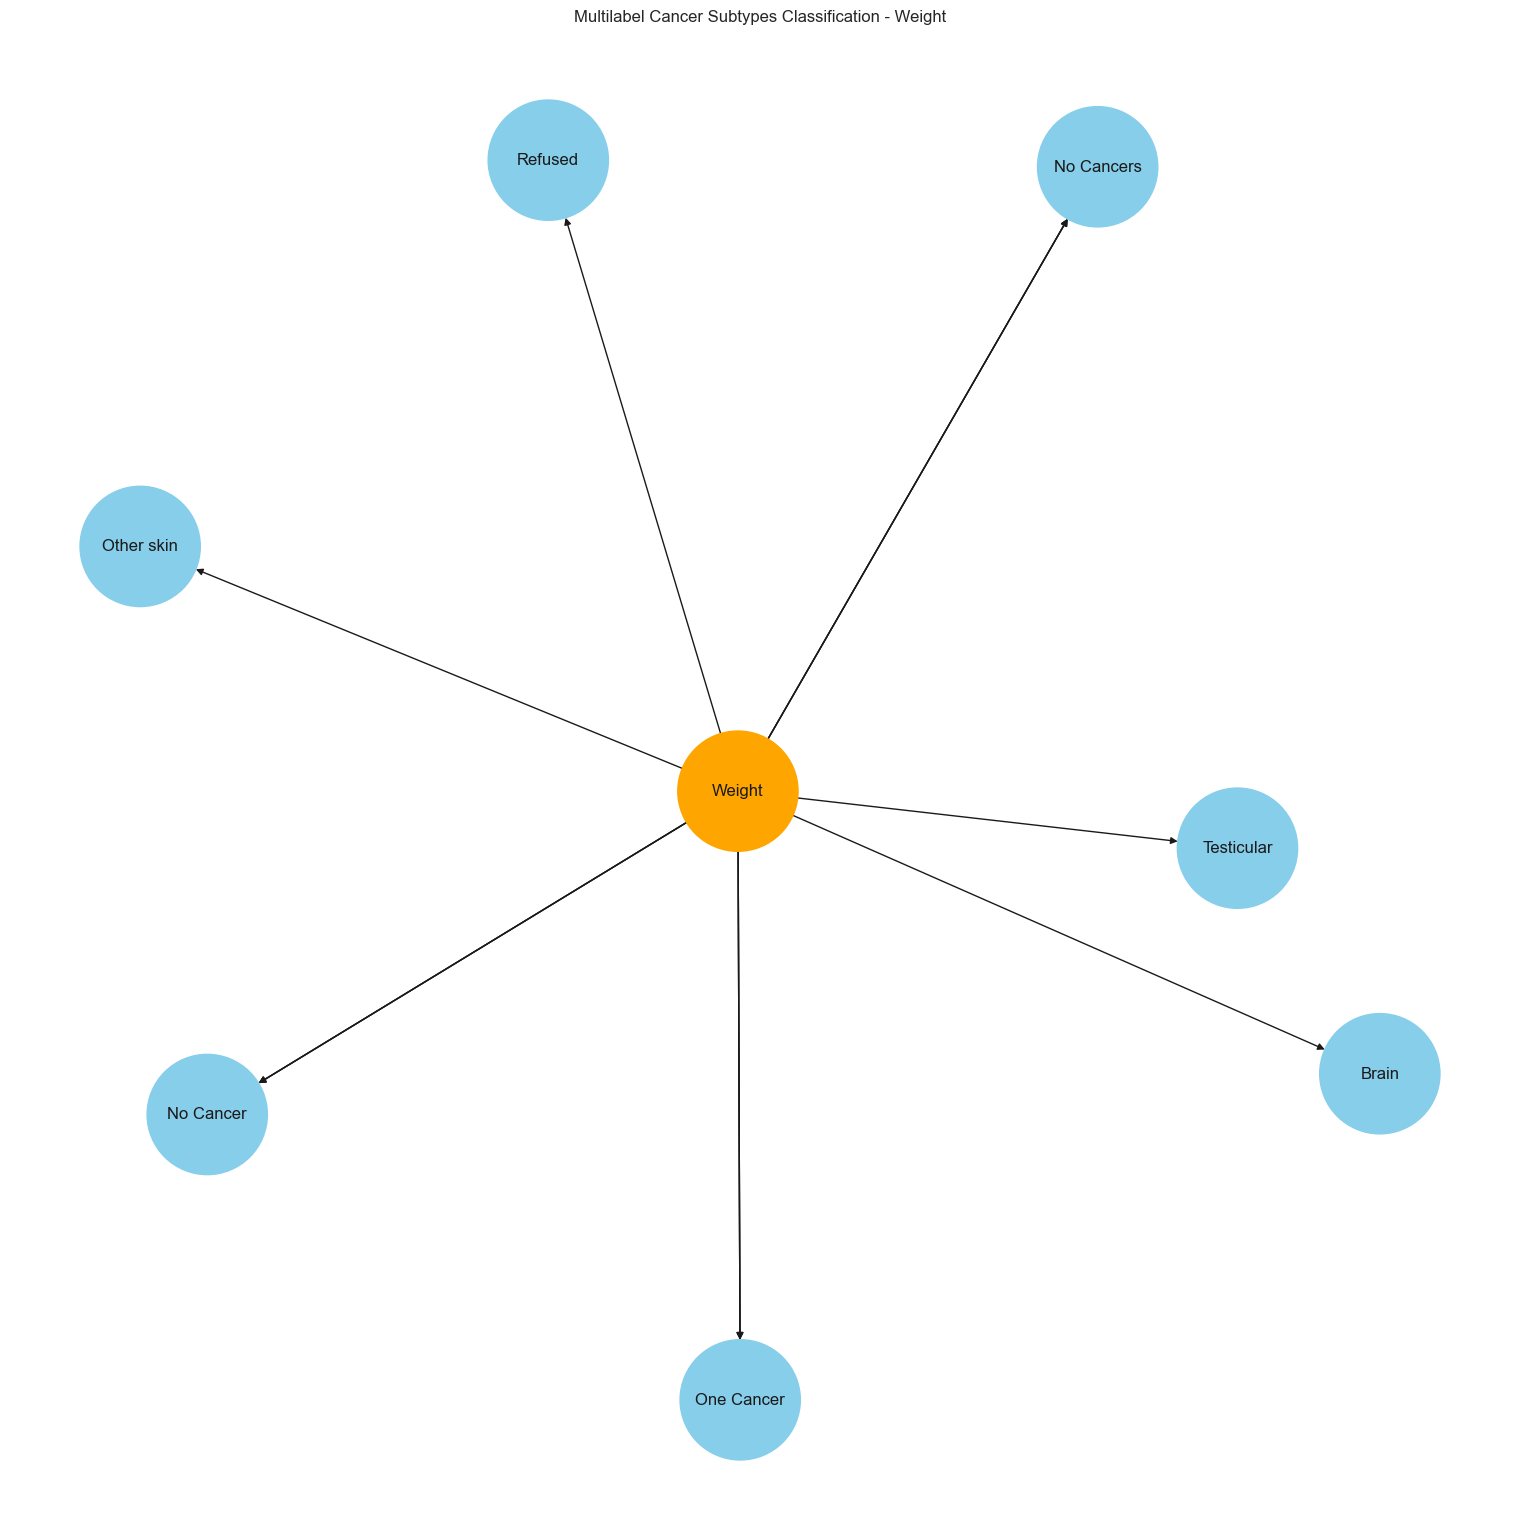 Multilabel Cancer Subtypes Classification - Weight
Refused
No Cancers
Other skin
Weight
Testicular
Brain
No Cancer
One Cancer